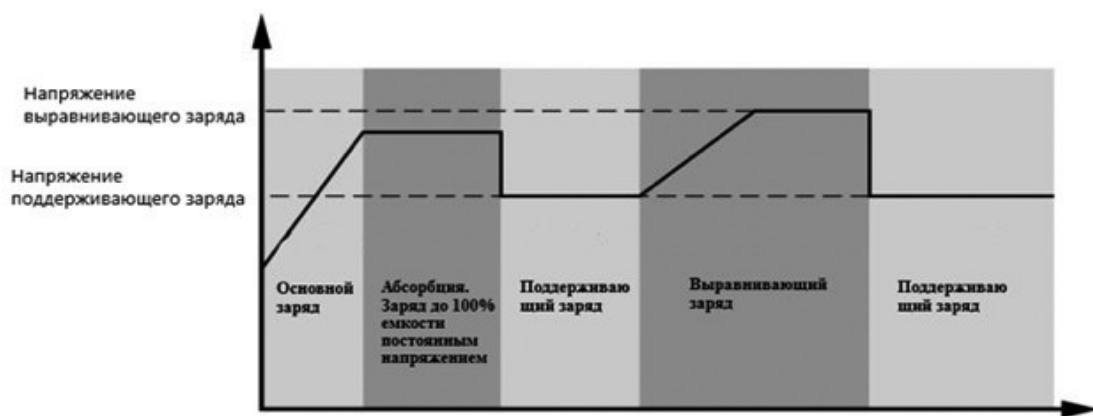 Напряжение
выравнивающего заряда
Напряжение
поддерживающего заряда
Основной
заряд
Абсорбция.
Заряд до 100%
емкости
постоянным
напряжением
Поддерживаю
щий заряд
Выравнивающий
заряд
Поддерживаю
щий заряд